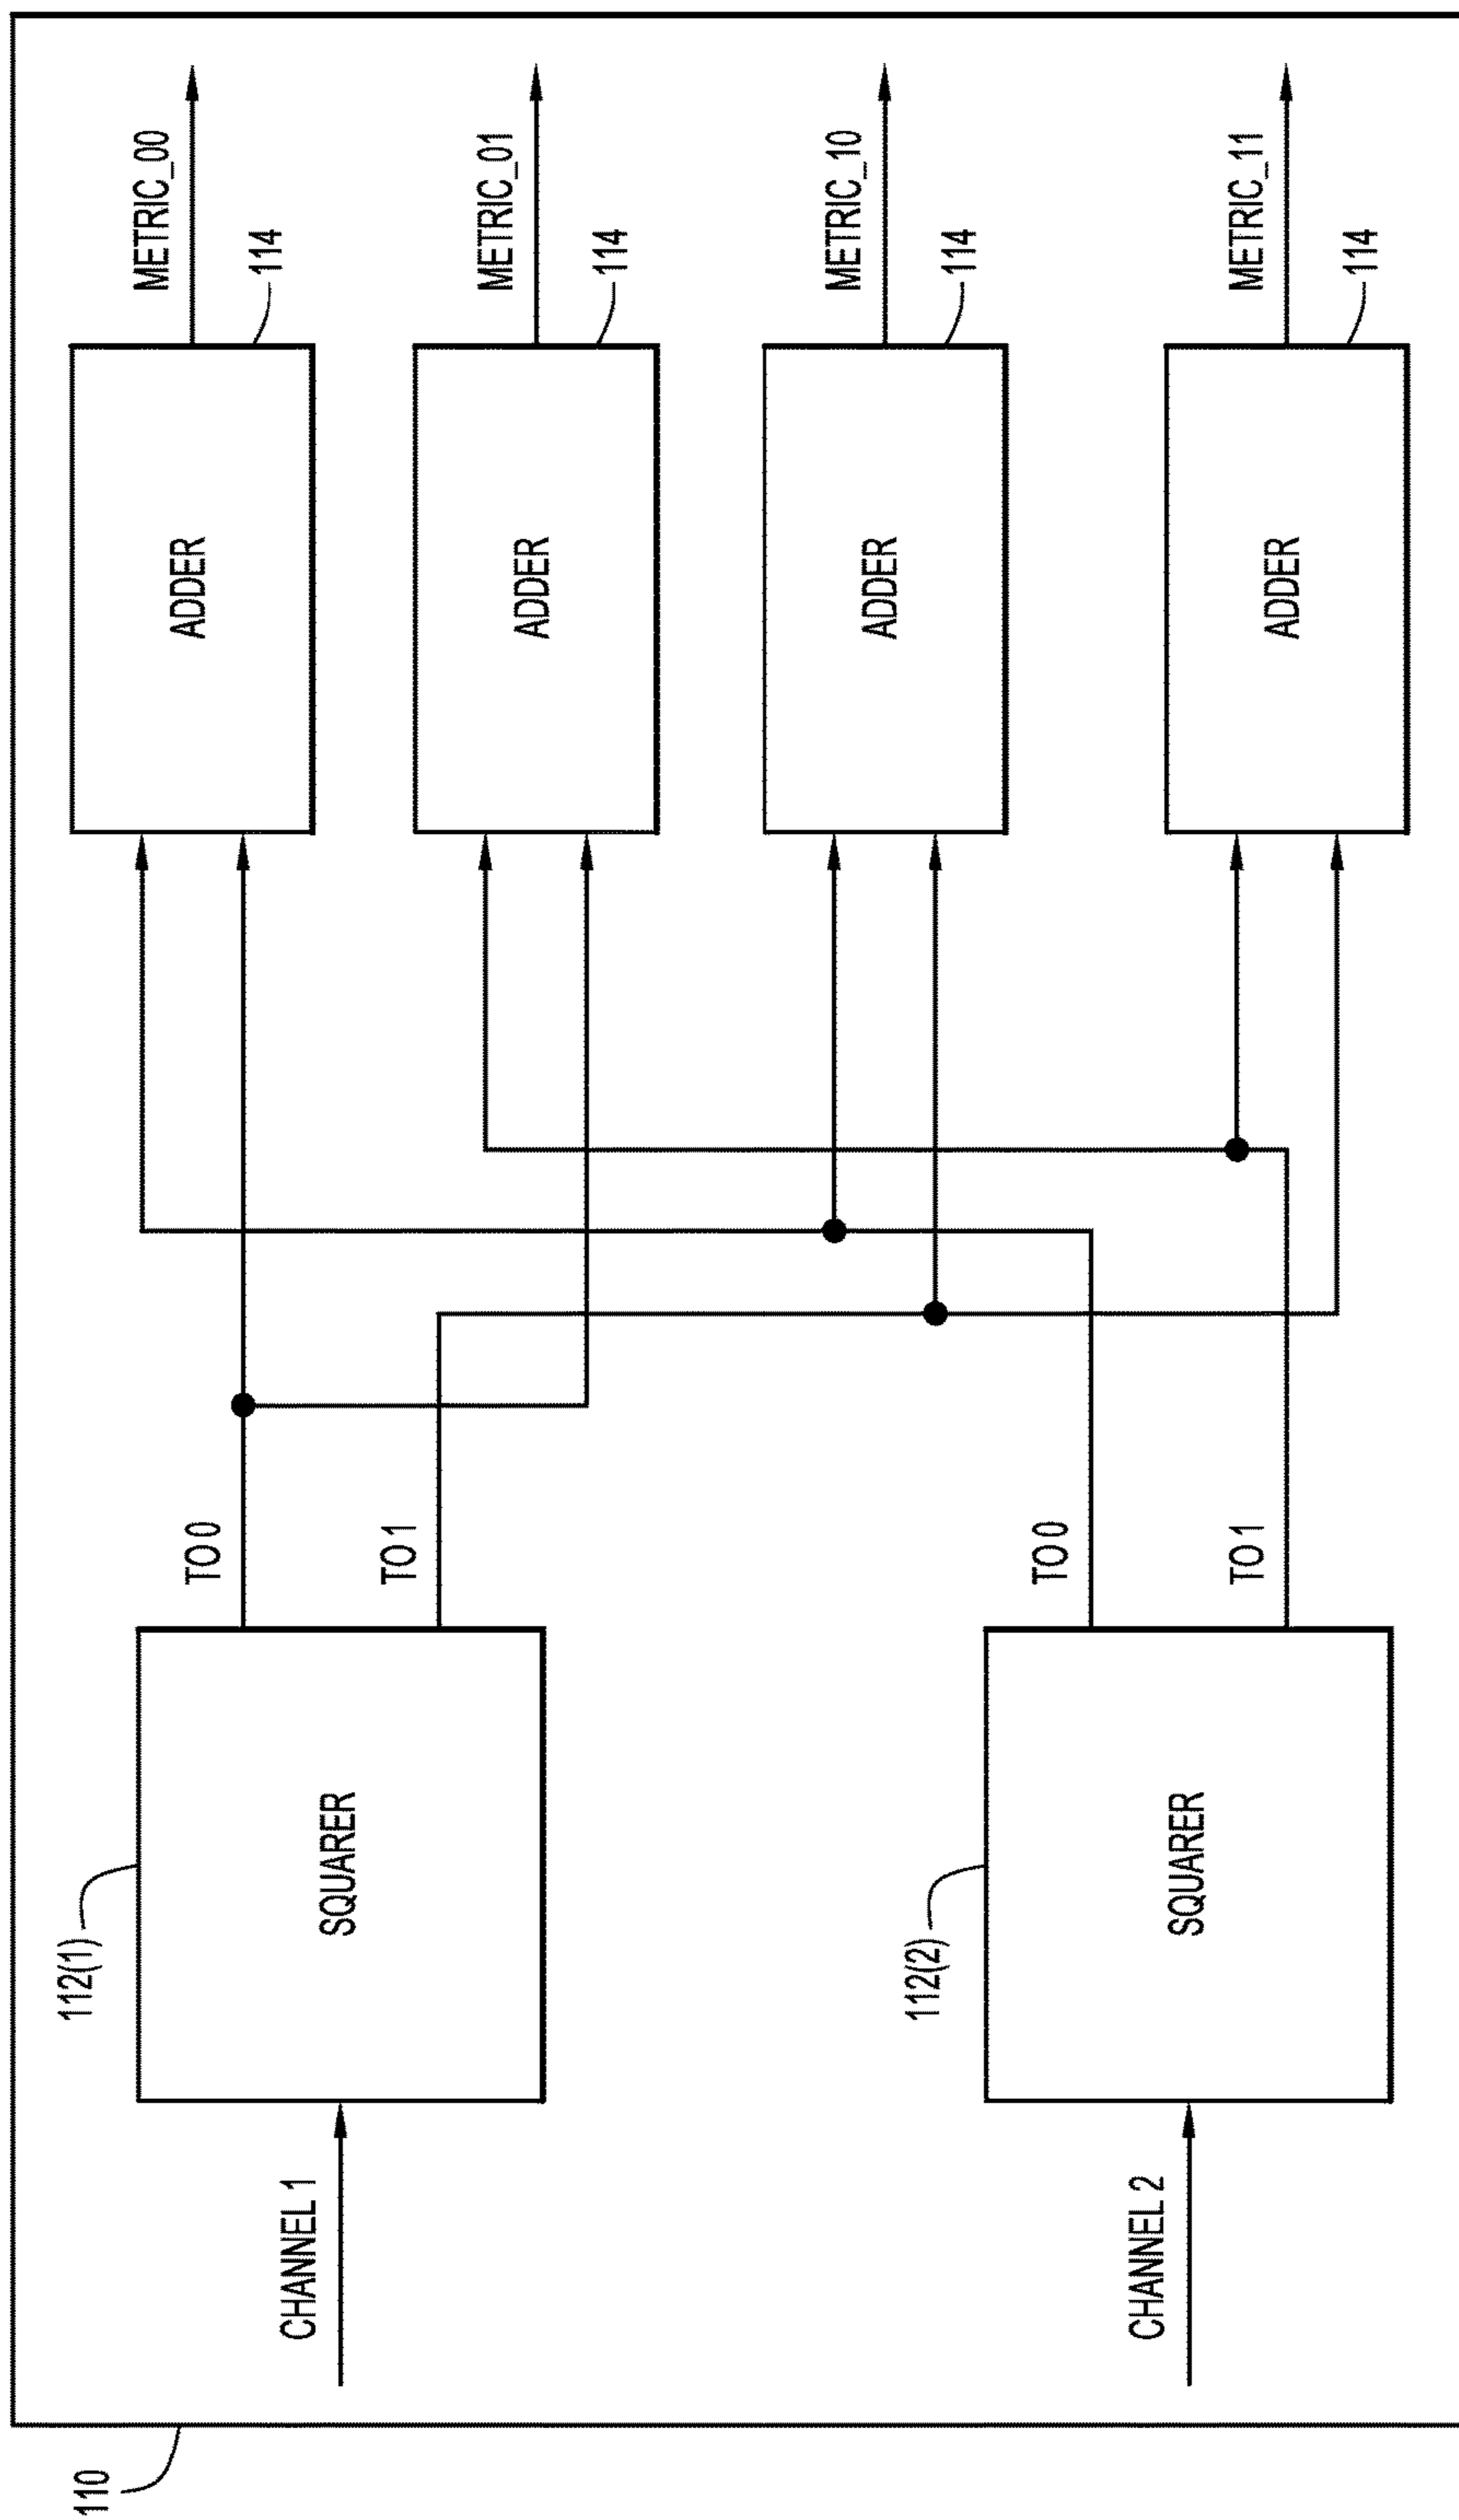 110
CHANNEL 1
112(1)
SQUARER
TO 0
TO 1
CHANNEL 2
112(2)
SQUARER
TO 0
TO 1
ADDER
114
METRIC_00
ADDER
114
METRIC_01
ADDER
114
METRIC_10
ADDER
114
METRIC_11